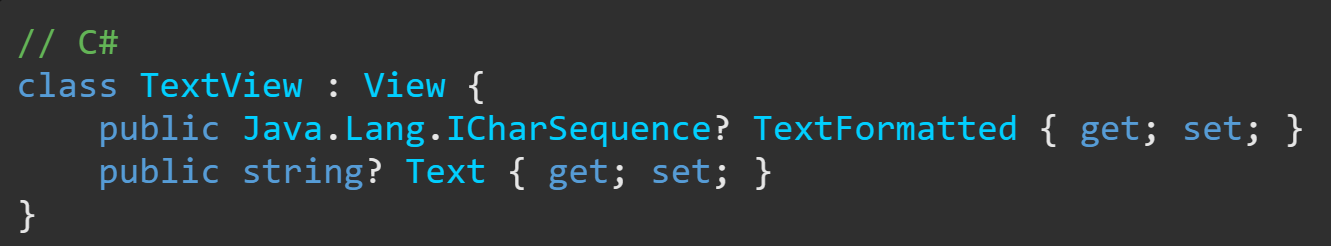 // C#
class TextView : View {
    public Java.Lang.ICharSequence? TextFormatted { get; set; }
    public string? Text { get; set; }
}